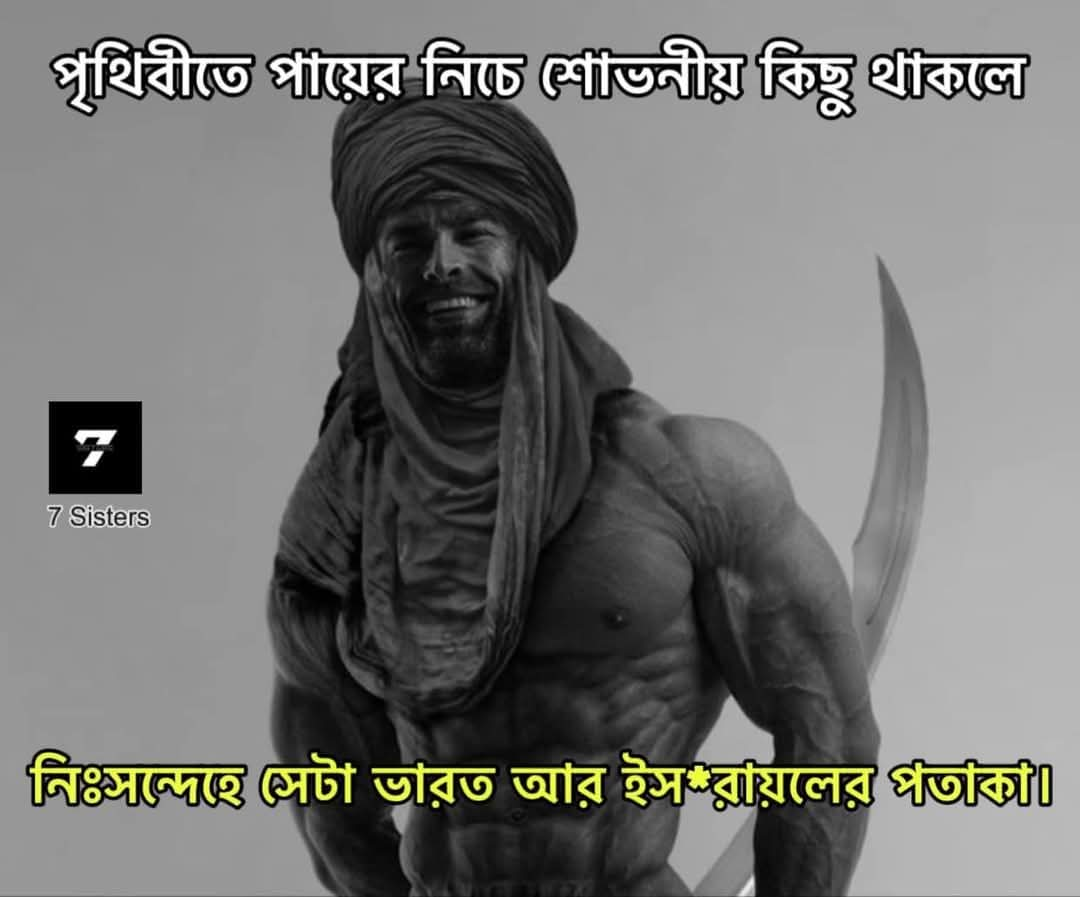 পৃথিবীতে পায়ের নিচে শোভনীয় কিছু থাকলে
7
7 Sisters
নিঃসন্দেহে সেটা ভারত আর ইস*রায়লের পতাকা।